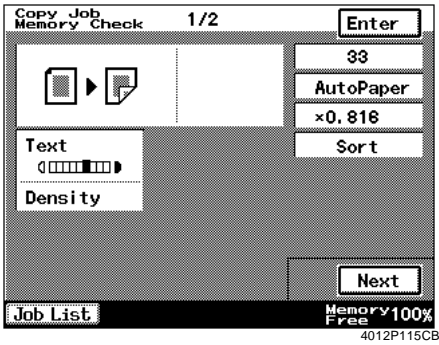 Copy Job
Memory Check
1/2
Enter
33
AutoPaper
×0.816
Sort
Text
Density
Next
Job List
Memory
Free 100%
4012P115CB